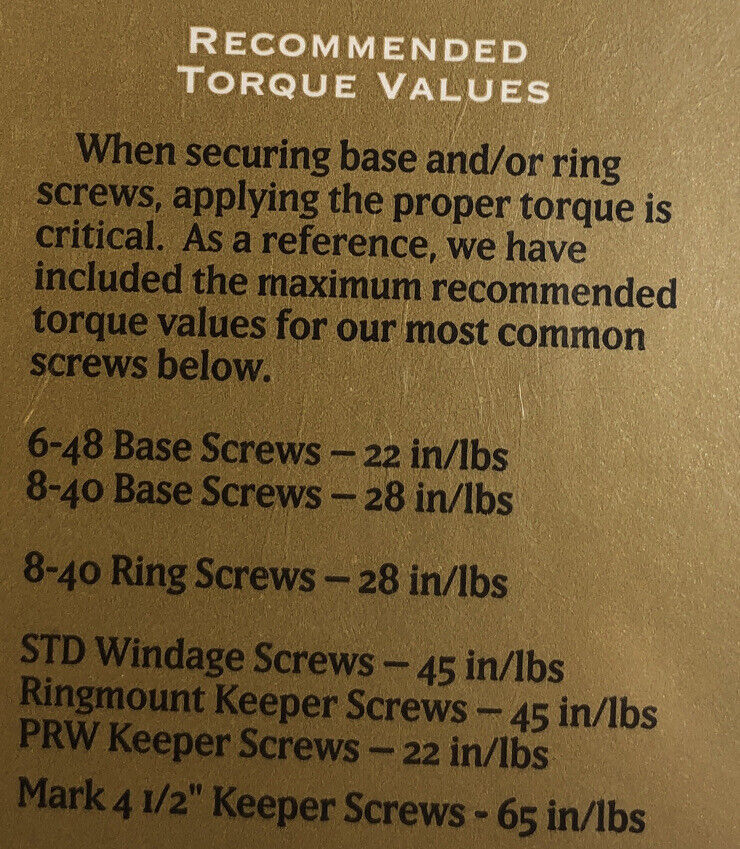 RECOMMENDED
TORQUE VALUES
When securing base and/or ring
screws, applying the proper torque is
critical. As a reference, we have
included the maximum recommended
torque values for our most common
screws below.
6-48 Base Screws – 22 in/lbs
8-40 Base Screws – 28 in/lbs
8-40 Ring Screws – 28 in/lbs
STD Windage Screws – 45 in/lbs
Ringmount Keeper Screws – 45 in/lbs
PRW Keeper Screws – 22 in/lbs
Mark 4 1/2" Keeper Screws - 65 in/lbs